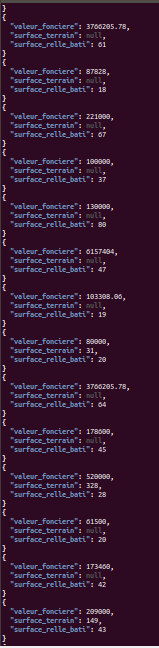 }
{
"valeur_fonciere": 3766205.78,
"surface_terrain": null,
"surface_relle_bati": 61
}
{
"valeur_fonciere": 87828,
"surface_terrain": null,
"surface_relle_bati": 18
}
{
"valeur_fonciere": 221000,
"surface_terrain": null,
"surface_relle_bati": 67
}
{
"valeur_fonciere": 100000,
"surface_terrain": null,
"surface_relle_bati": 37
}
{
"valeur_fonciere": 130000,
"surface_terrain": null,
"surface_relle_bati": 80
}
{
"valeur_fonciere": 6157404,
"surface_terrain": null,
"surface_relle_bati": 47
}
{
"valeur_fonciere": 103308.06,
"surface_terrain": null,
"surface_relle_bati": 19
}
{
"valeur_fonciere": 80000,
"surface_terrain": 31,
"surface_relle_bati": 20
}
{
"valeur_fonciere": 3766205.78,
"surface_terrain": null,
"surface_relle_bati": 64
}
{
"valeur_fonciere": 178600,
"surface_terrain": null,
"surface_relle_bati": 45
}
{
"valeur_fonciere": 520000,
"surface_terrain": 328,
"surface_relle_bati": 28
}
{
"valeur_fonciere": 61500,
"surface_terrain": null,
"surface_relle_bati": 20
}
{
"valeur_fonciere": 173460,
"surface_terrain": null,
"surface_relle_bati": 42
}
{
"valeur_fonciere": 209000,
"surface_terrain": 149,
"surface_relle_bati": 43
}